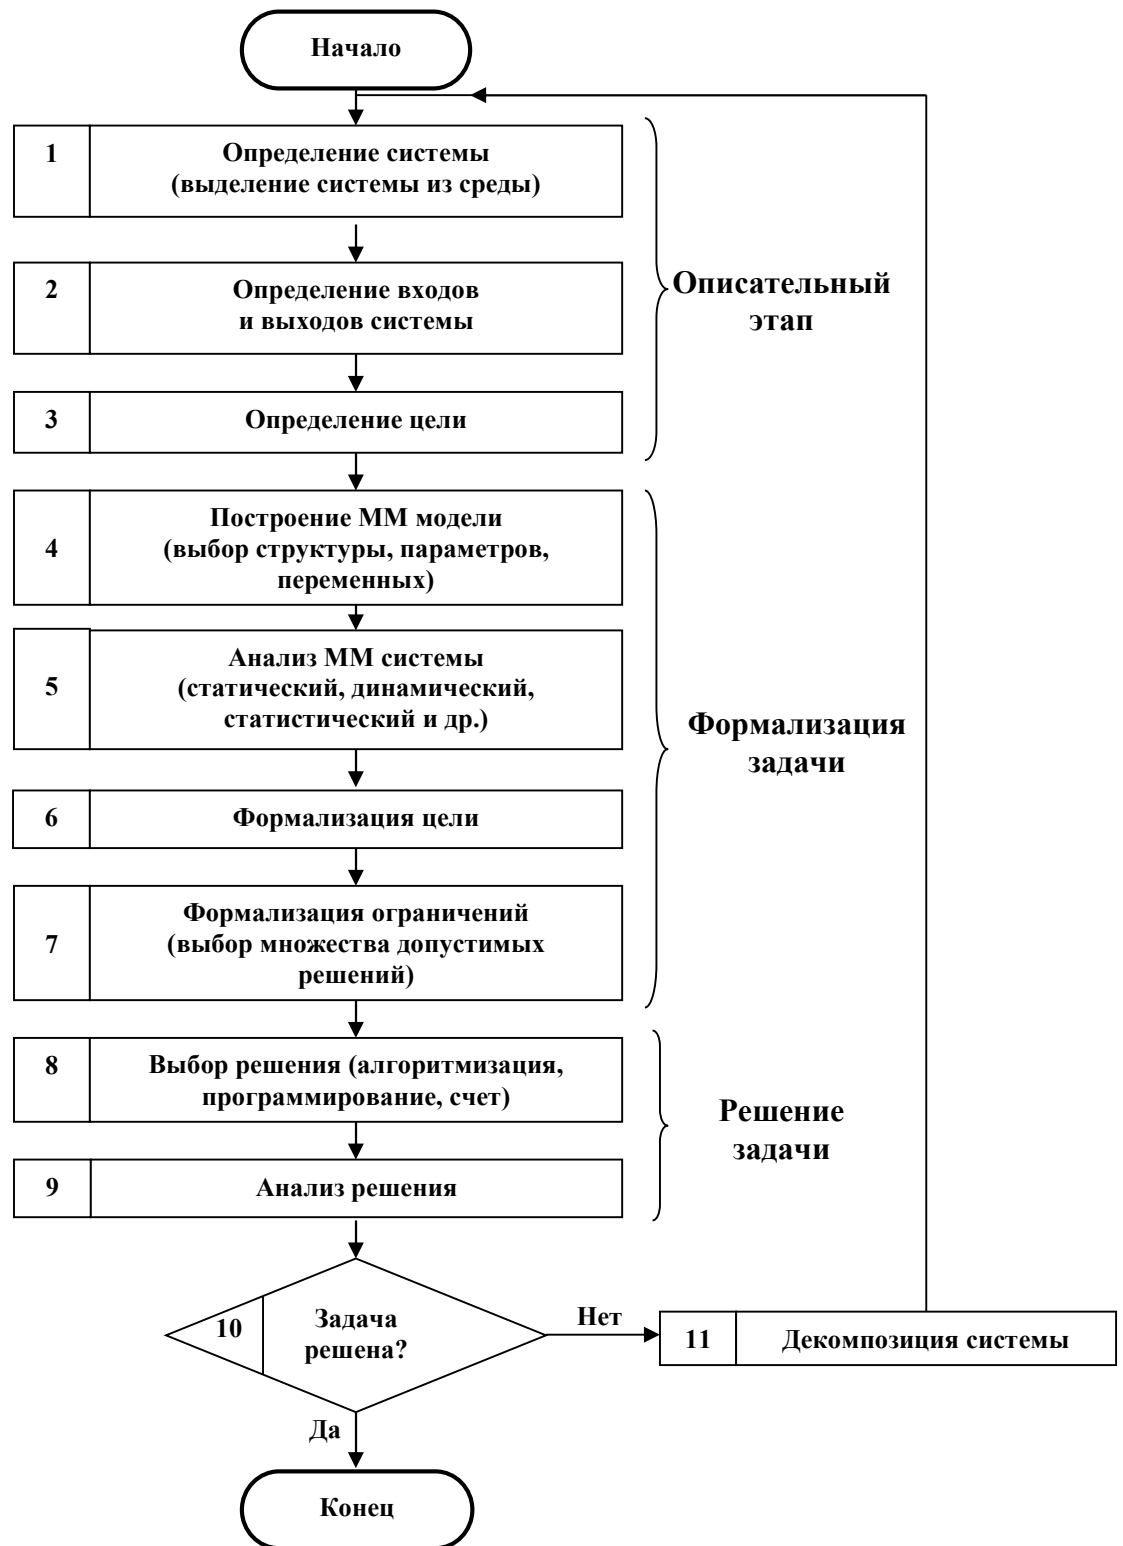 Начало
1
Определение системы
(выделение системы из среды)
2
Определение входов
и выходов системы
3
Определение цели
Описательный
этап
4
Построение ММ модели
(выбор структуры, параметров,
переменных)
5
Анализ ММ системы
(статический, динамический,
статистический и др.)
6
Формализация цели
7
Формализация ограничений
(выбор множества допустимых
решений)
Формализация
задачи
8
Выбор решения (алгоритмизация,
программирование, счет)
9
Анализ решения
Решение
задачи
10
Задача
решена?
Нет
11
Декомпозиция системы
Да
Конец